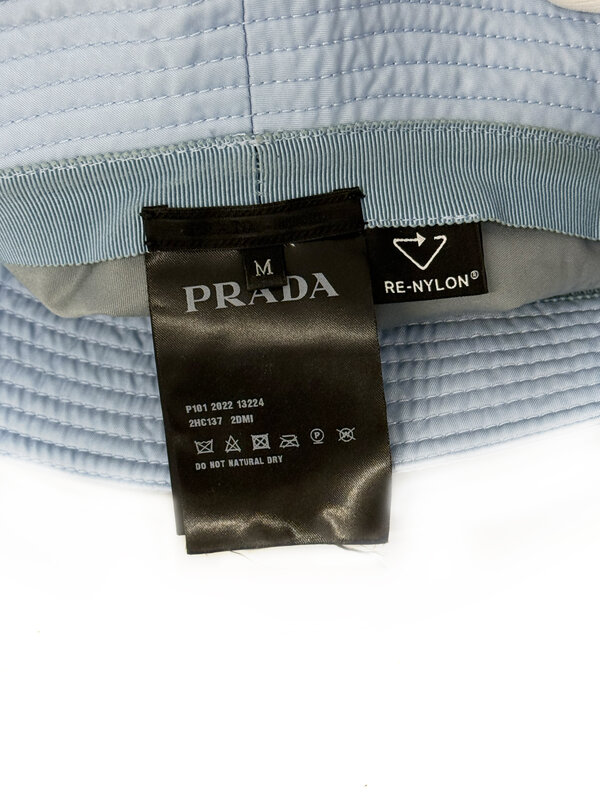 M
PRADA
RE-NYLON®
P101 2022 13224
2HC137 2DMI
P
DO NOT NATURAL DRY